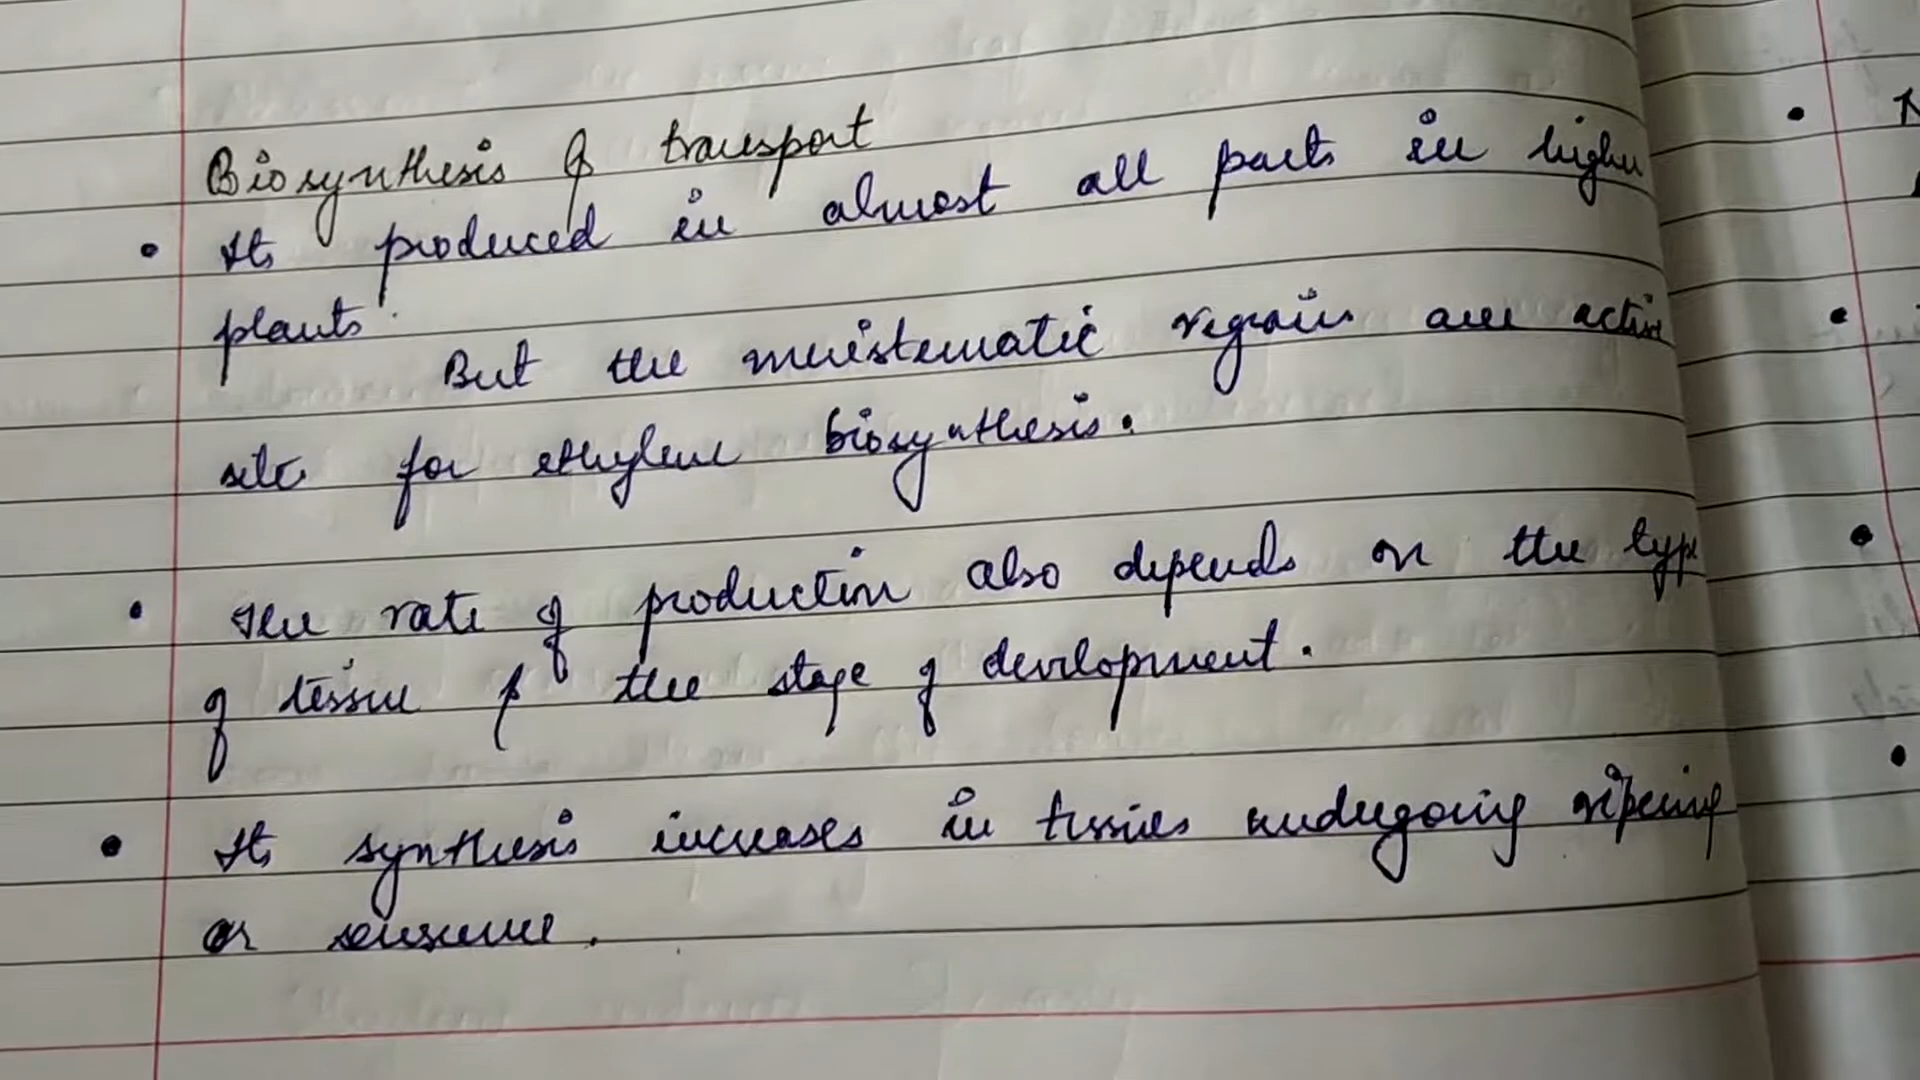 Biosynthesis & transport
• Its produced in almost all parts in higher
plants.
But the meristematic regions are active
site for ethylene biosynthesis.
• The rate of production also depends on the type
of tissue & the stage of development.
• Its synthesis increases in tissues undergoing ripening
or